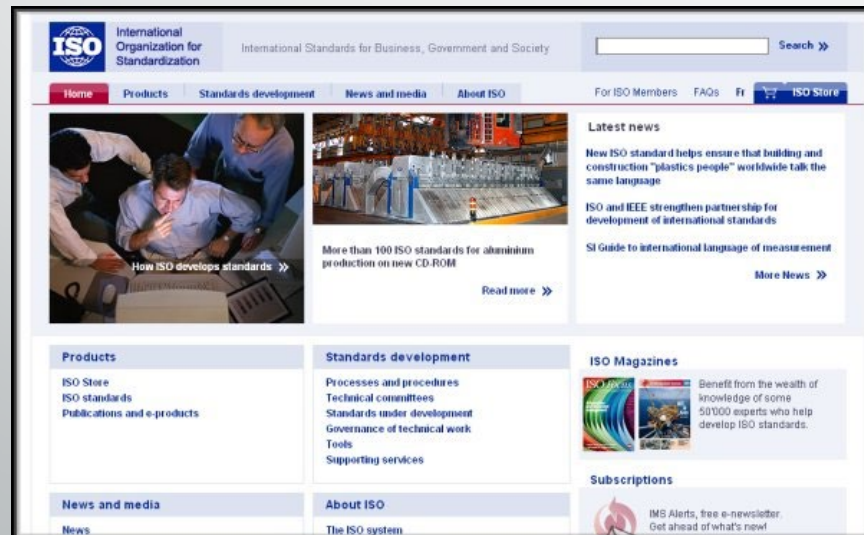 ISO
International
Organization for
Standardization
International Standards for Business, Government and Society
Search »
Home
Products
Standards development
News and media
About ISO
For ISO Members
FAQs
Fr
ISO Store
How ISO develops standards »
More than 100 ISO standards for aluminium
production on new CD-ROM
Read more »
Latest news
New ISO standard helps ensure that building and
construction "plastics people" worldwide talk the
same language
ISO and IEEE strengthen partnership for
development of international standards
SI Guide to international language of measurement
More News »
Products
ISO Store
ISO standards
Publications and e-products
Standards development
Processes and procedures
Technical committees
Standards under development
Governance of technical work
Tools
Supporting services
ISO Magazines
ISO Focus
Benefit from the wealth of
knowledge of some
50'000 experts who help
develop ISO standards.
News and media
News
About ISO
The ISO system
Subscriptions
IMS Alerts, free e-newsletter.
Get ahead of what's new!